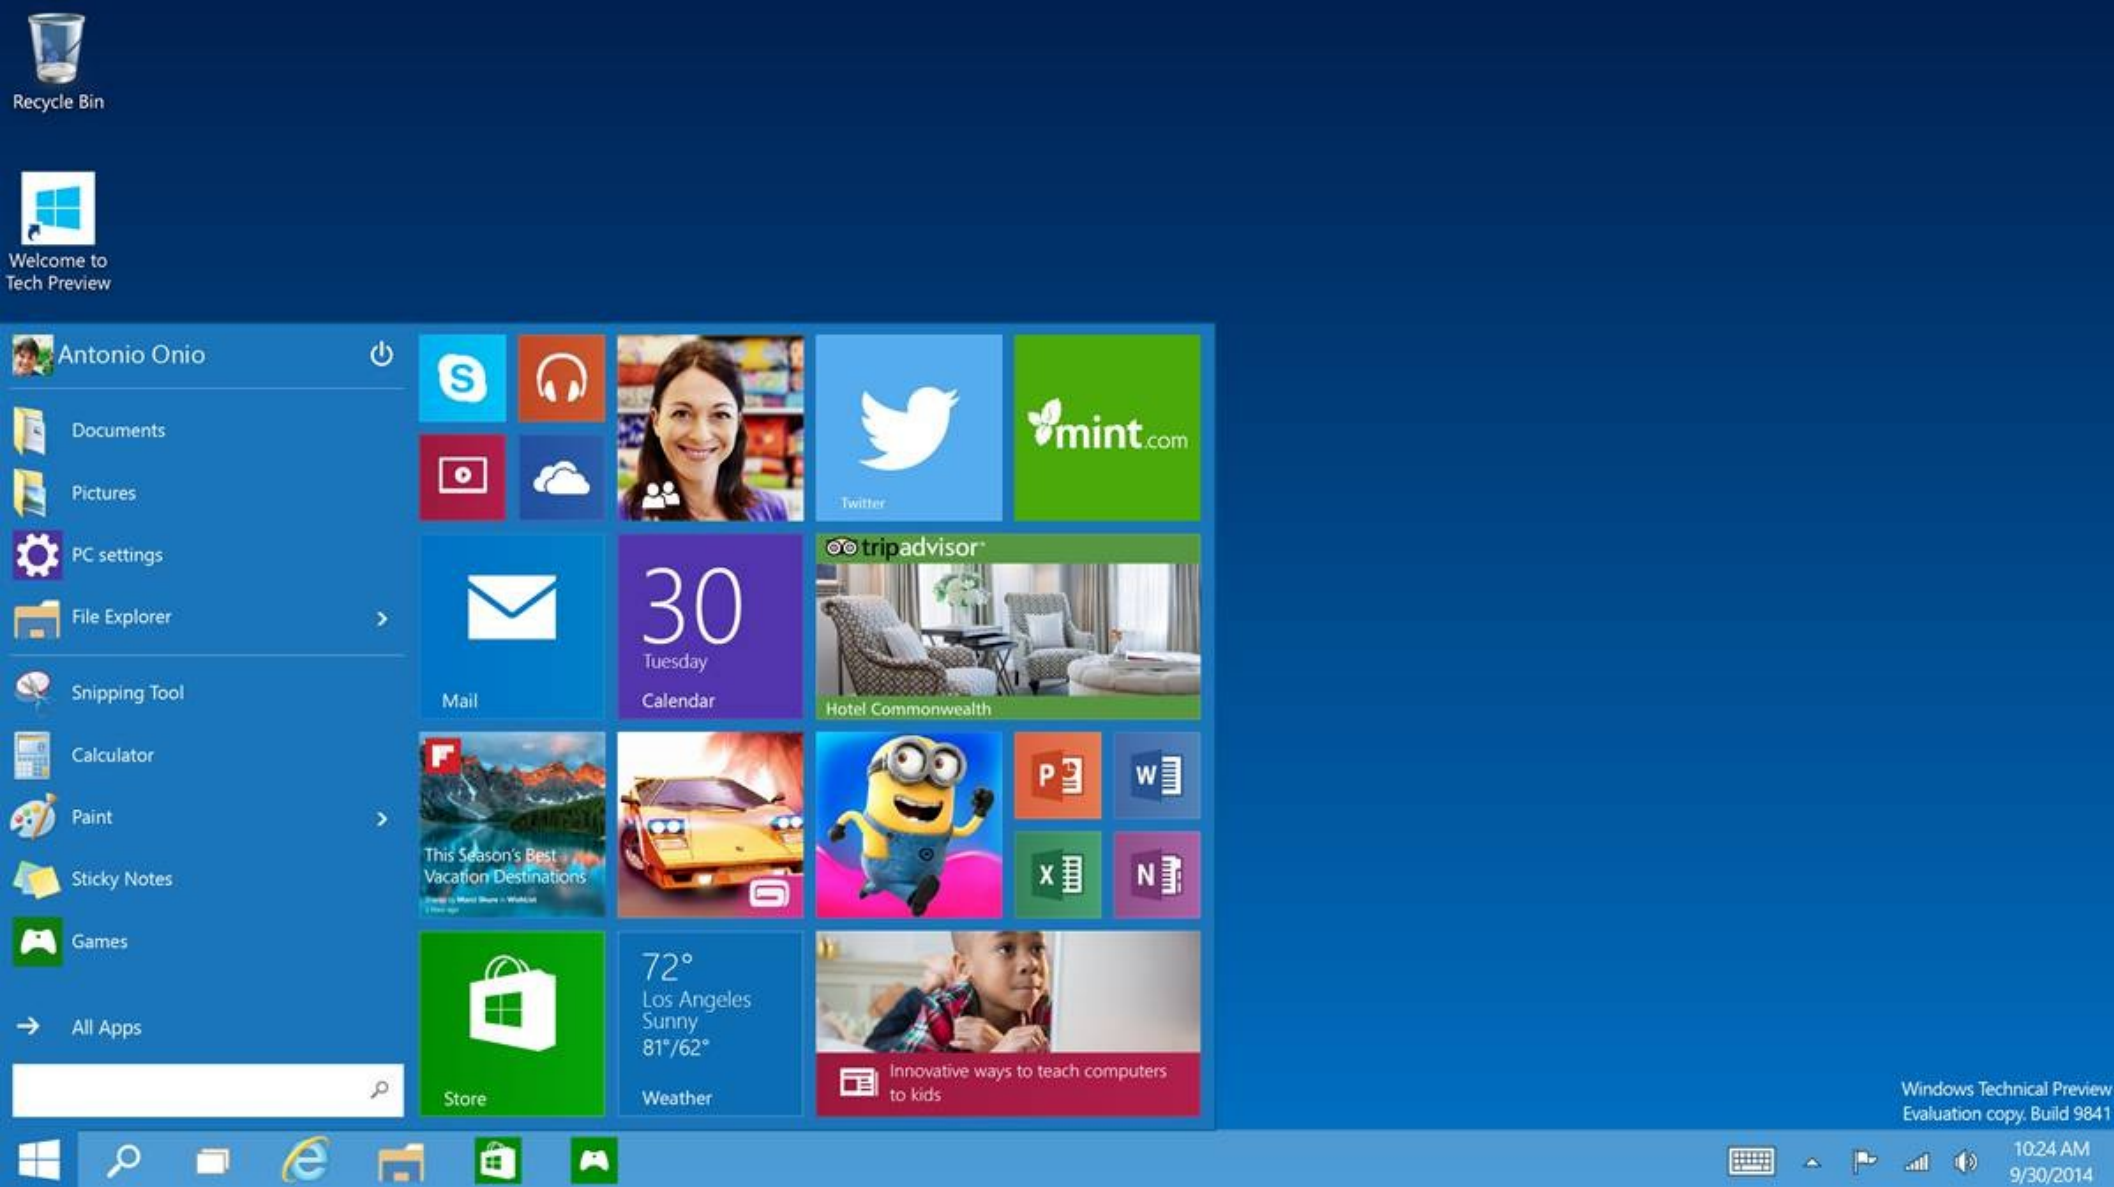 Recycle Bin
Welcome to
Tech Preview
Antonio Onio
Documents
Pictures
PC settings
File Explorer
Snipping Tool
Calculator
Paint
Sticky Notes
Games
All Apps
S
Twitter
mint.com
Mail
30
Tuesday
Calendar
tripadvisor
Hotel Commonwealth
This Season's Best
Vacation Destinations
P
W
X
N
Store
72°
Los Angeles
Sunny
81°/62°
Weather
Innovative ways to teach computers
to kids
Windows Technical Preview
Evaluation copy. Build 9841
10:24 AM
9/30/2014